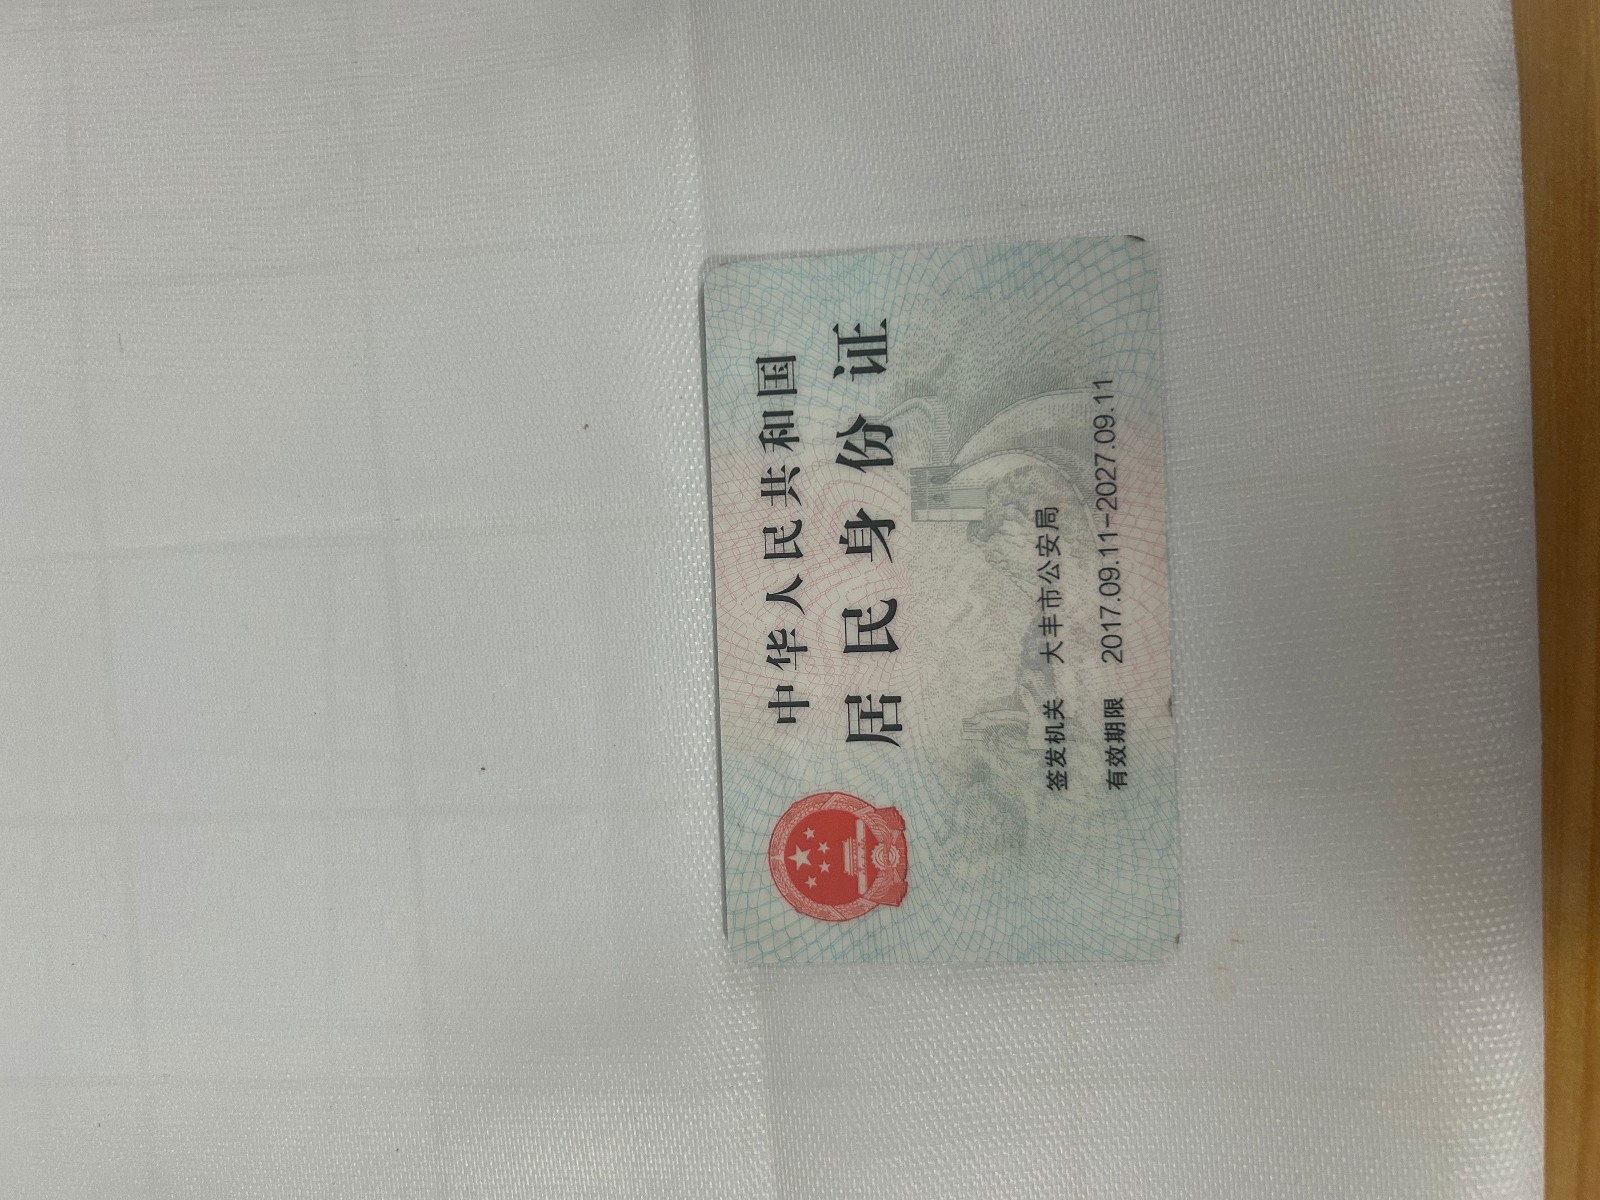 中华人民共和国
居民身份证
签发机关 大丰市公安局
有效期限 2017.09.11-2027.09.11